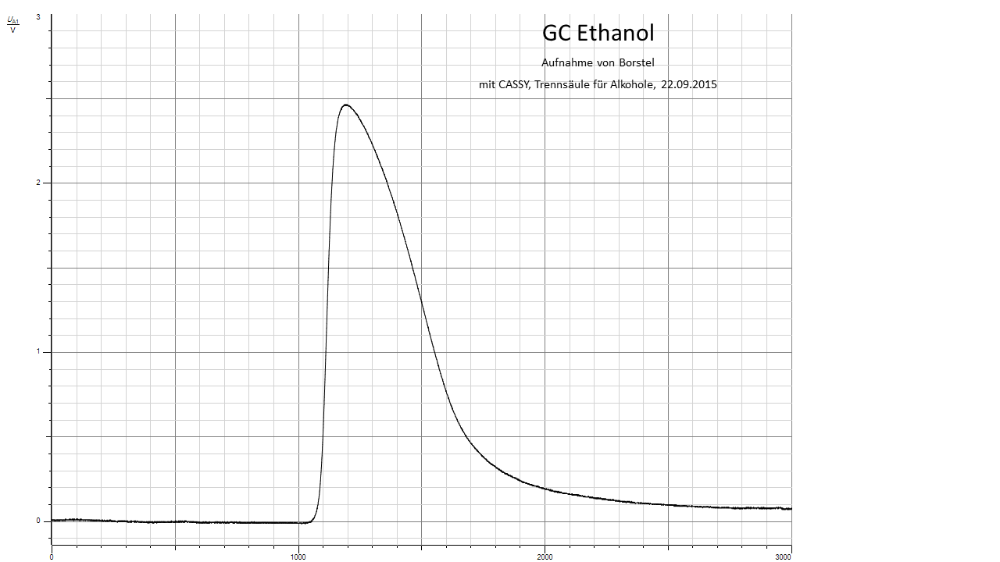 U_A1
V
3
GC Ethanol
Aufnahme von Borstel
mit CASSY, Trennsäule für Alkohole, 22.09.2015
2
1
0
0 1000 2000 3000